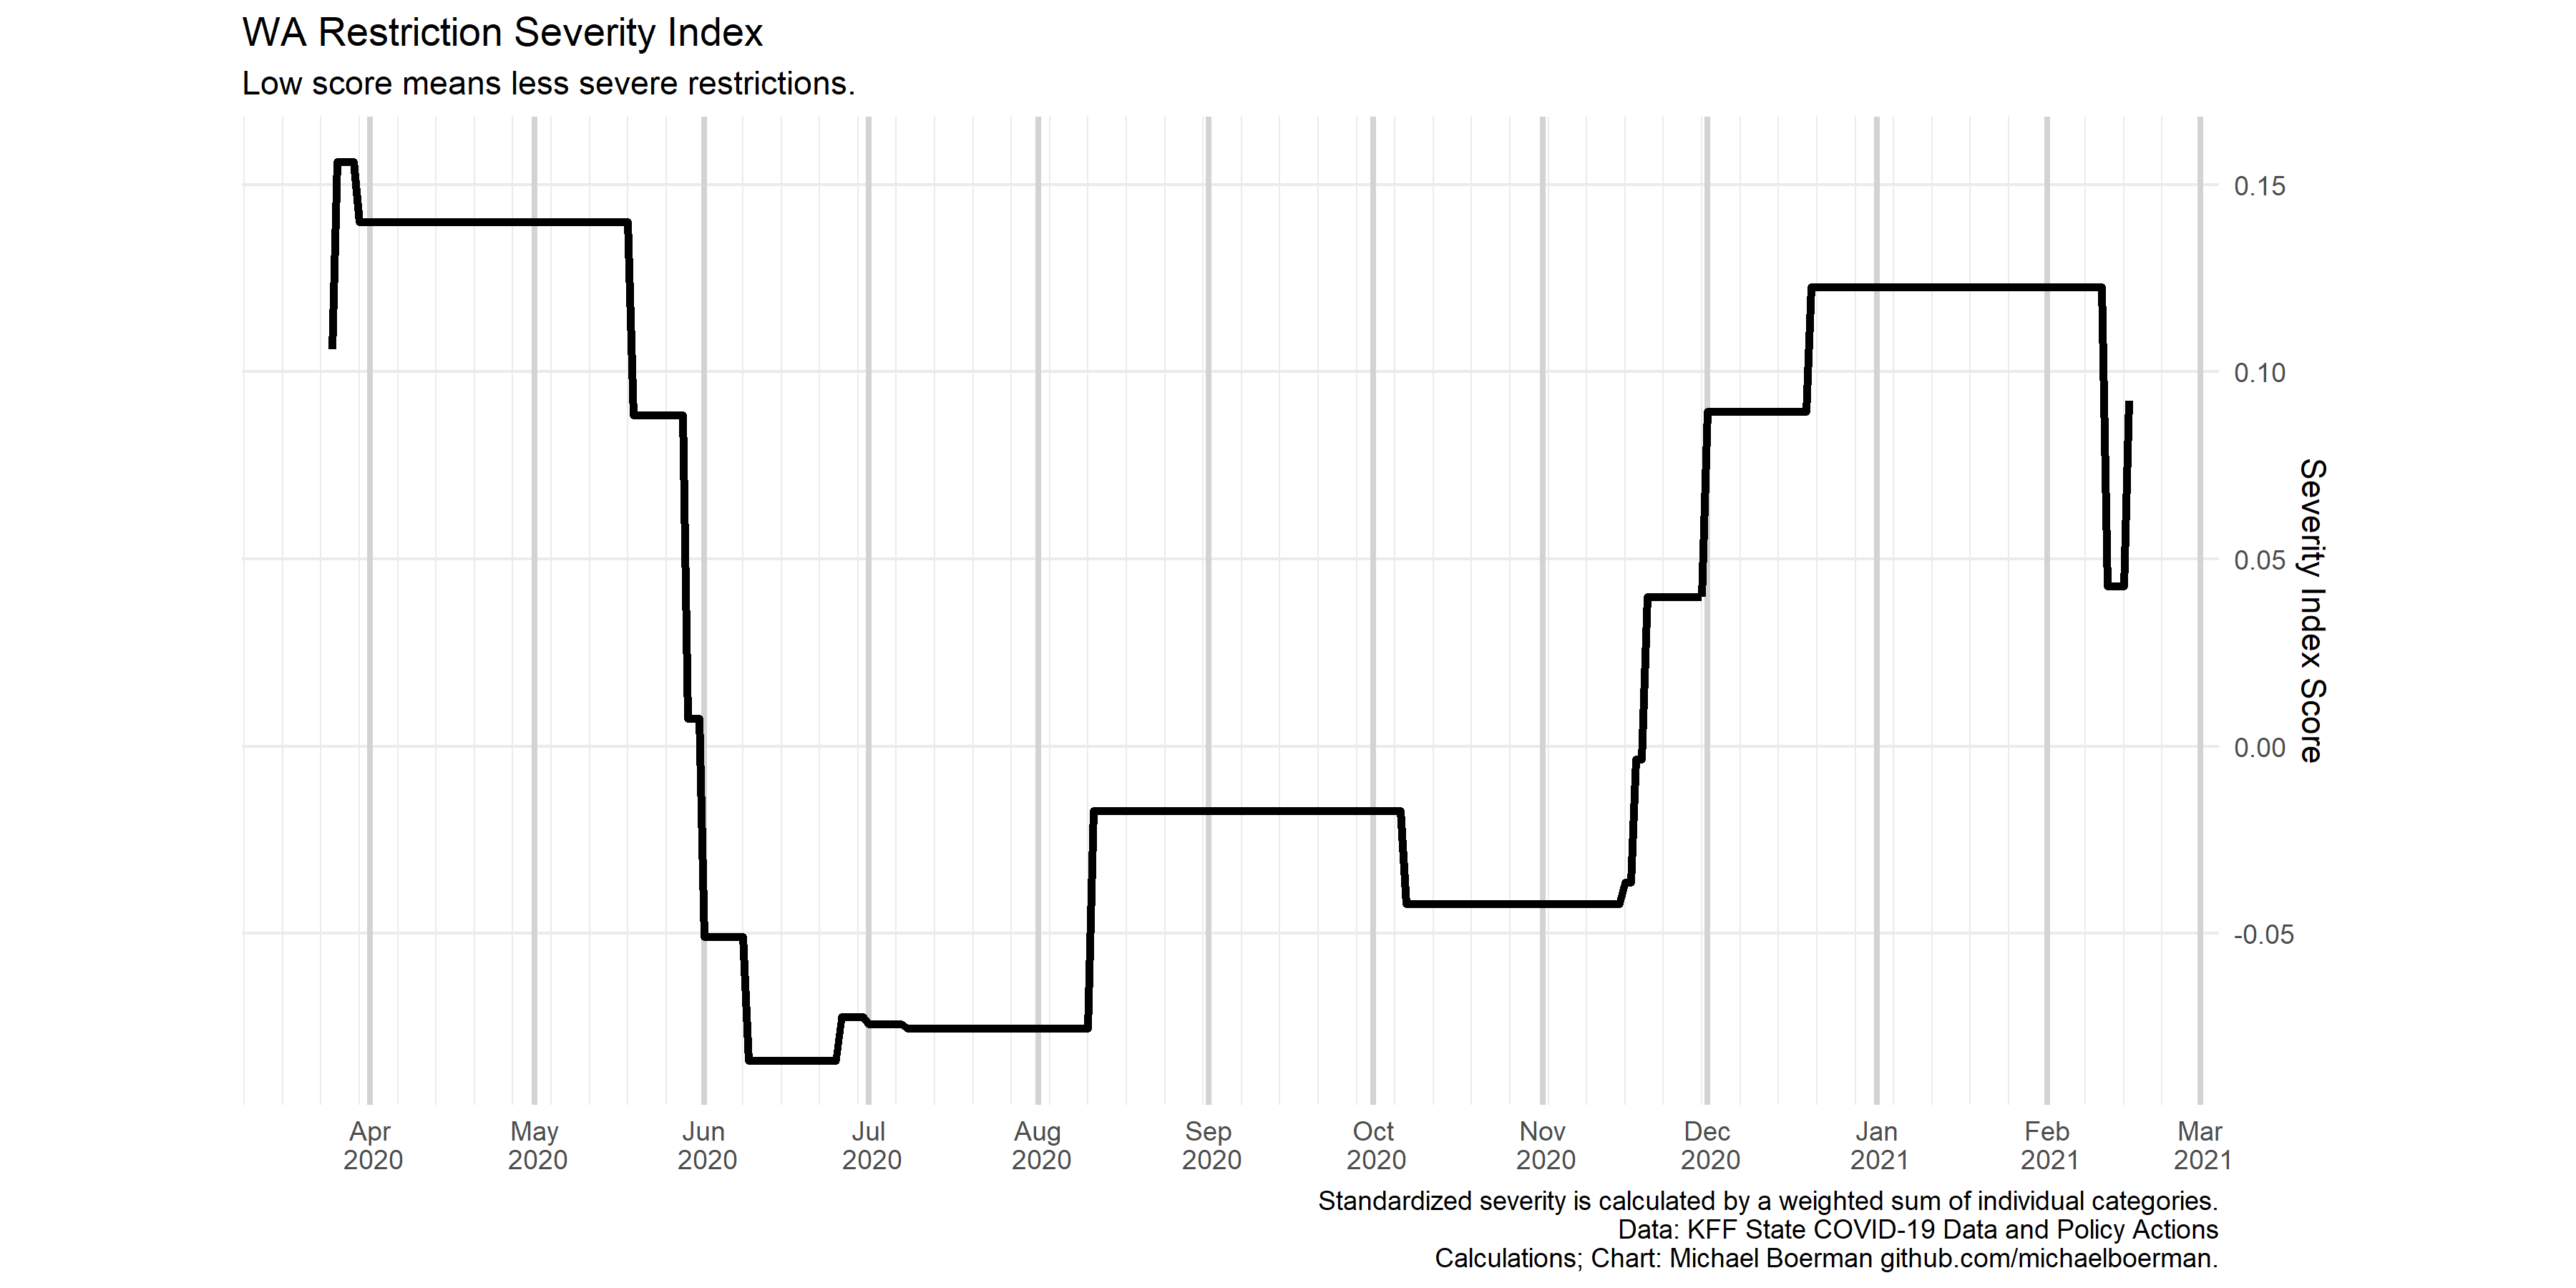 WA Restriction Severity Index
Low score means less severe restrictions.
0.15
0.10
0.05
0.00
-0.05
Severity Index Score
Apr 2020
May 2020
Jun 2020
Jul 2020
Aug 2020
Sep 2020
Oct 2020
Nov 2020
Dec 2020
Jan 2021
Feb 2021
Mar 2021
Standardized severity is calculated by a weighted sum of individual categories.
Data: KFF State COVID-19 Data and Policy Actions
Calculations; Chart: Michael Boerman github.com/michaelboerman.